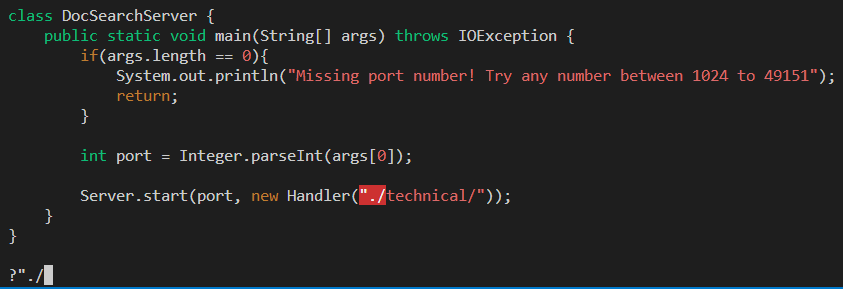 class DocSearchServer {
    public static void main(String[] args) throws IOException {
        if(args.length == 0){
            System.out.println("Missing port number! Try any number between 1024 to 49151");
            return;
        }

        int port = Integer.parseInt(args[0]);

        Server.start(port, new Handler("./technical/"));
    }
}

?"./